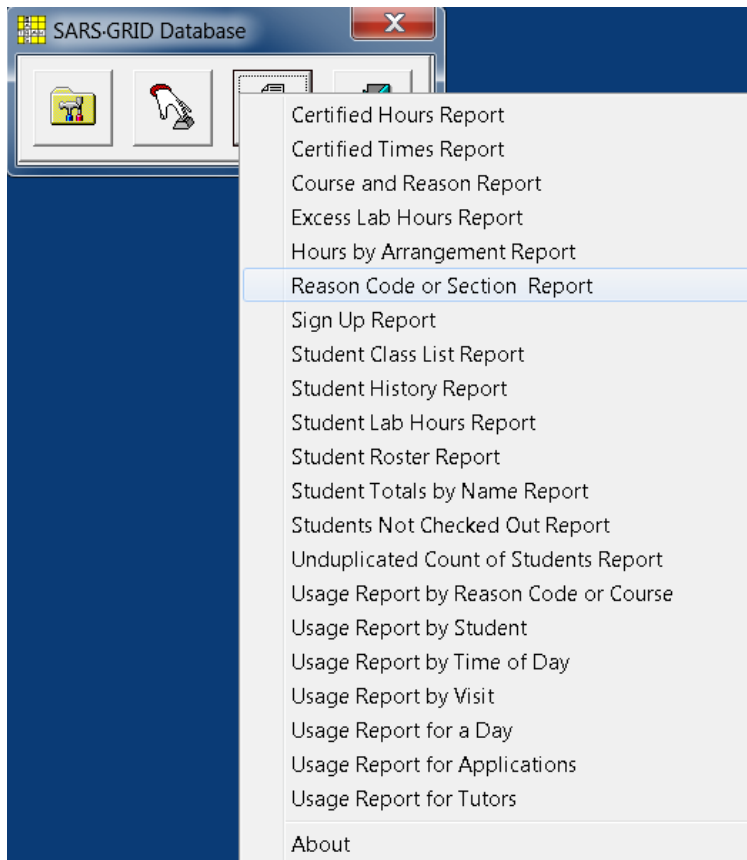 SARS·GRID Database
Certified Hours Report
Certified Times Report
Course and Reason Report
Excess Lab Hours Report
Hours by Arrangement Report
Reason Code or Section  Report
Sign Up Report
Student Class List Report
Student History Report
Student Lab Hours Report
Student Roster Report
Student Totals by Name Report
Students Not Checked Out Report
Unduplicated Count of Students Report
Usage Report by Reason Code or Course
Usage Report by Student
Usage Report by Time of Day
Usage Report by Visit
Usage Report for a Day
Usage Report for Applications
Usage Report for Tutors
About